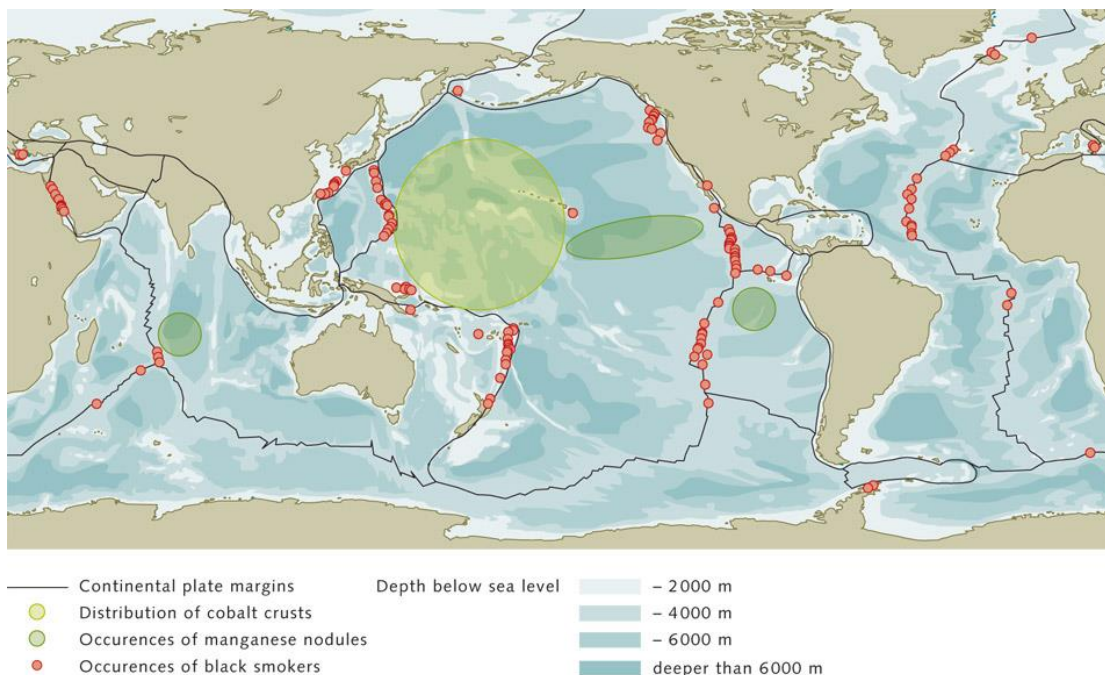 Continental plate margins
Distribution of cobalt crusts
Occurences of manganese nodules
Occurences of black smokers
Depth below sea level
– 2000 m
– 4000 m
– 6000 m
deeper than 6000 m